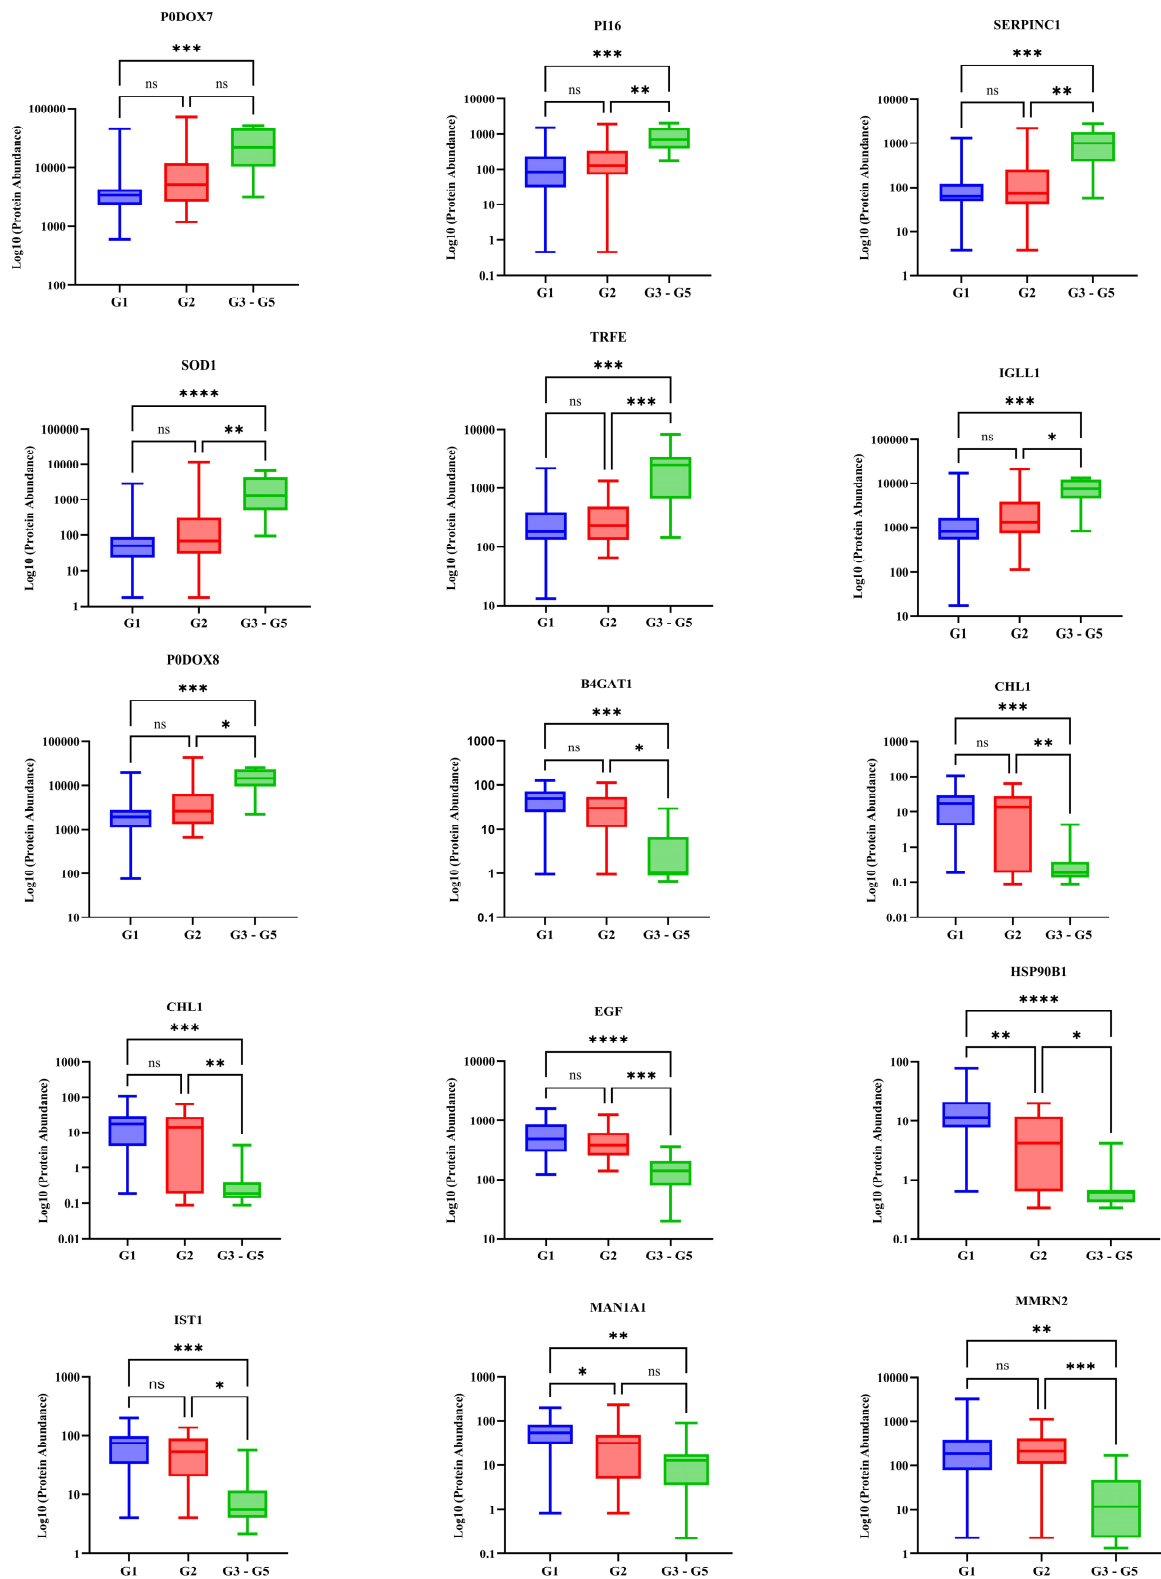 P0DOX7
***
ns
ns
Log10 (Protein Abundance)
100000
10000
1000
100
G1
G2
G3 - G5
PI16
***
ns
**
Log10 (Protein Abundance)
10000
1000
100
10
1
0.1
G1
G2
G3 - G5
SERPINC1
***
ns
**
Log10 (Protein Abundance)
10000
1000
100
10
1
G1
G2
G3 - G5
SOD1
****
ns
**
Log10 (Protein Abundance)
100000
10000
1000
100
10
1
G1
G2
G3 - G5
TRFE
***
ns
***
Log10 (Protein Abundance)
10000
1000
100
10
G1
G2
G3 - G5
IGLL1
***
ns
*
Log10 (Protein Abundance)
100000
10000
1000
100
10
G1
G2
G3 - G5
P0DOX8
***
ns
*
Log10 (Protein Abundance)
100000
10000
1000
100
10
G1
G2
G3 - G5
B4GAT1
***
ns
*
Log10 (Protein Abundance)
1000
100
10
1
0.1
G1
G2
G3 - G5
CHL1
***
ns
**
Log10 (Protein Abundance)
1000
100
10
1
0.1
0.01
G1
G2
G3 - G5
CHL1
***
ns
**
Log10 (Protein Abundance)
1000
100
10
1
0.1
0.01
G1
G2
G3 - G5
EGF
****
ns
***
Log10 (Protein Abundance)
10000
1000
100
10
G1
G2
G3 - G5
HSP90B1
****
**
*
Log10 (Protein Abundance)
100
10
1
0.1
G1
G2
G3 - G5
IST1
***
ns
*
Log10 (Protein Abundance)
1000
100
10
1
G1
G2
G3 - G5
MAN1A1
**
*
ns
Log10 (Protein Abundance)
1000
100
10
1
0.1
G1
G2
G3 - G5
MMRN2
**
ns
***
Log10 (Protein Abundance)
10000
1000
100
10
1
G1
G2
G3 - G5